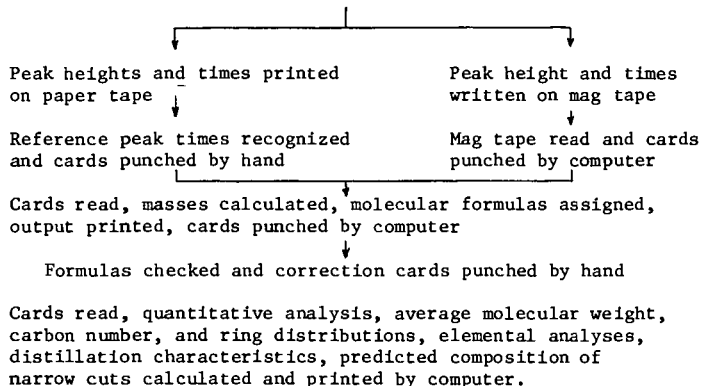 Peak heights and times printed
on paper tape
Peak height and times
written on mag tape
Reference peak times recognized
and cards punched by hand
Mag tape read and cards
punched by computer
Cards read, masses calculated, molecular formulas assigned,
output printed, cards punched by computer
Formulas checked and correction cards punched by hand
Cards read, quantitative analysis, average molecular weight,
carbon number, and ring distributions, elemental analyses,
distillation characteristics, predicted composition of
narrow cuts calculated and printed by computer.